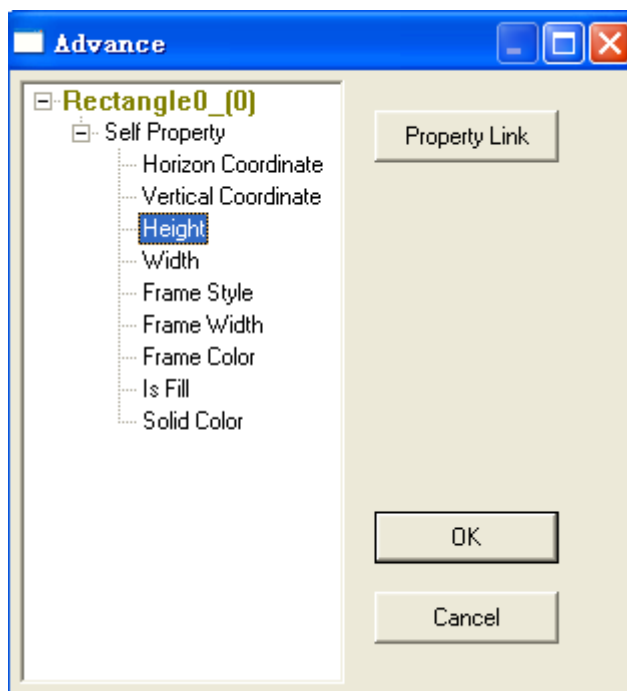 Advance
Rectangle0_(0)
Self Property
Horizon Coordinate
Vertical Coordinate
Height
Width
Frame Style
Frame Width
Frame Color
Is Fill
Solid Color
Property Link
OK
Cancel